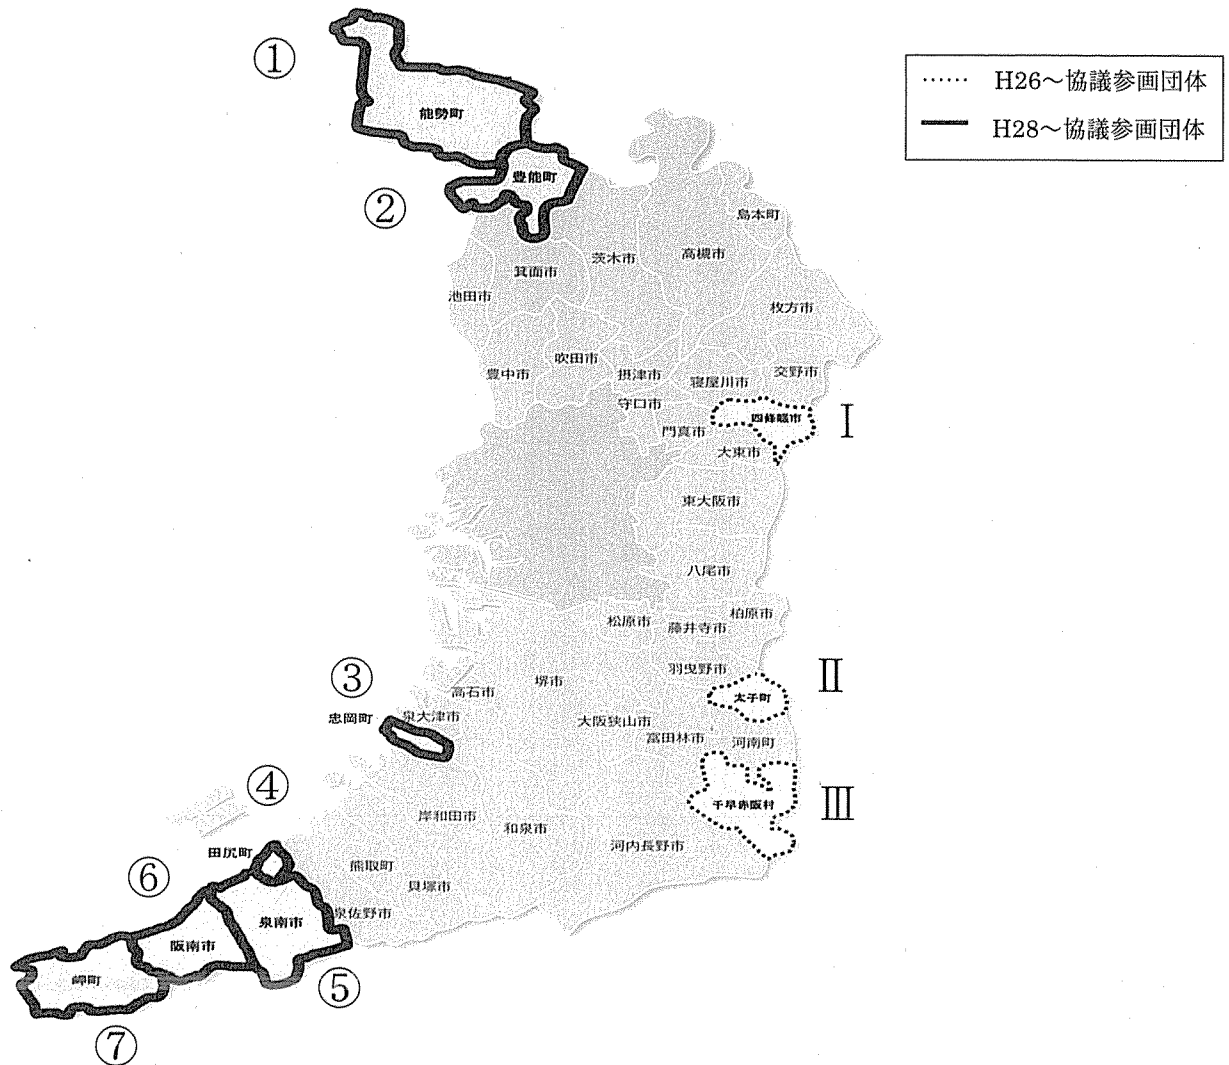 ①
能勢町
H26～協議参画団体
H28～協議参画団体
②
豊能町
島本町
茨木市
高槻市
箕面市
池田市
枚方市
吹田市
豊中市
摂津市
寝屋川市
交野市
守口市
門真市
四條畷市
Ⅰ
大東市
東大阪市
八尾市
松原市
藤井寺市
柏原市
③
羽曳野市
Ⅱ
高石市
堺市
太子町
忠岡町
泉大津市
大阪狭山市
富田林市
河南町
④
千早赤阪村
Ⅲ
岸和田市
和泉市
河内長野市
田尻町
熊取町
⑥
貝塚市
泉佐野市
泉南市
阪南市
岬町
⑤
⑦